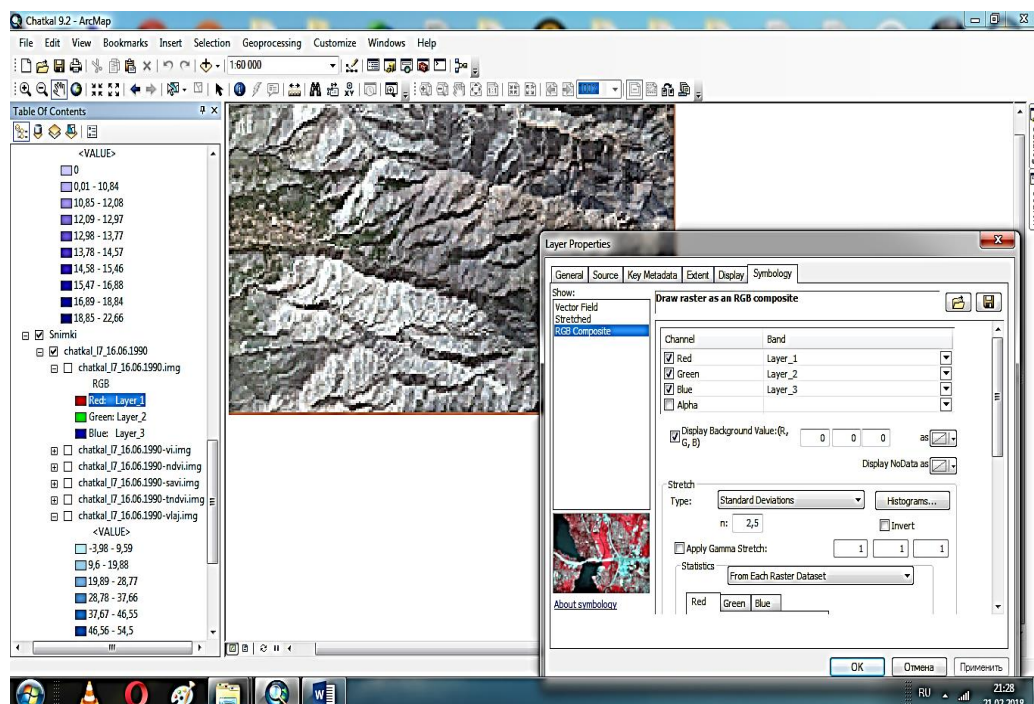 Chatkal 9.2 - ArcMap
File Edit View Bookmarks Insert Selection Geoprocessing Customize Windows Help
1:60 000
Table Of Contents
<VALUE>
0
0,01 - 10,84
10,85 - 12,08
12,09 - 12,97
12,98 - 13,77
13,78 - 14,57
14,58 - 15,46
15,47 - 16,88
16,89 - 18,84
18,85 - 22,66
Snimki
chatkal_l7_16.06.1990
chatkal_l7_16.06.1990.img
RGB
Red: Layer_1
Green: Layer_2
Blue: Layer_3
chatkal_l7_16.06.1990-vi.img
chatkal_l7_16.06.1990-ndvi.img
chatkal_l7_16.06.1990-savi.img
chatkal_l7_16.06.1990-tndvi.img
chatkal_l7_16.06.1990-vlaj.img
<VALUE>
-3,98 - 9,59
9,6 - 19,88
19,89 - 28,77
28,78 - 37,66
37,67 - 46,55
46,56 - 54,5
Layer Properties
General Source Key Metadata Extent Display Symbology
Show:
Vector Field
Stretched
RGB Composite
About symbology
Draw raster as an RGB composite
Channel Band
Red Layer_1
Green Layer_2
Blue Layer_3
Alpha
Display Background Value:(R, G, B) 0 0 0 as
Display NoData as
Stretch
Type: Standard Deviations Histograms...
n: 2,5 Invert
Apply Gamma Stretch: 1 1 1
Statistics
From Each Raster Dataset
Red Green Blue
OK Отмена Применить
RU 21:28
21.02.2018